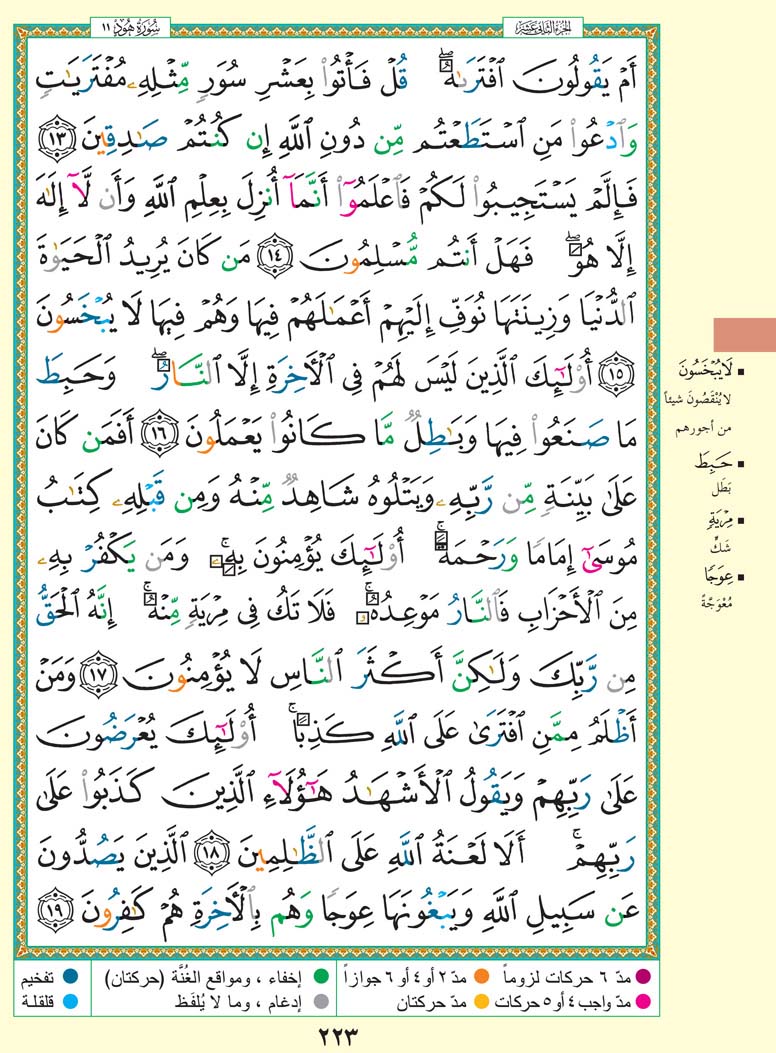 سُورَةُ هُودٍ ١١
الجزء الثاني عشر
أَمْ يَقُولُونَ ٱفْتَرَىٰهُۖ قُلْ فَأْتُوا۟ بِعَشْرِ سُوَرٍ مِّثْلِهِۦ مُفْتَرَيَٰتٍ
وَٱدْعُوا۟ مَنِ ٱسْتَطَعْتُم مِّن دُونِ ٱللَّهِ إِن كُنتُمْ صَٰدِقِينَ ١٣
فَإِلَّمْ يَسْتَجِيبُوا۟ لَكُمْ فَٱعْلَمُوٓا۟ أَنَّمَآ أُنزِلَ بِعِلْمِ ٱللَّهِ وَأَن لَّآ إِلَٰهَ
إِلَّا هُوَۖ فَهَلْ أَنتُم مُّسْلِمُونَ ١٤ مَن كَانَ يُرِيدُ ٱلْحَيَوٰةَ
ٱلدُّنْيَا وَزِينَتَهَا نُوَفِّ إِلَيْهِمْ أَعْمَٰلَهُمْ فِيهَا وَهُمْ فِيهَا لَا يُبْخَسُونَ
١٥ أُو۟لَٰٓئِكَ ٱلَّذِينَ لَيْسَ لَهُمْ فِى ٱلْءَاخِرَةِ إِلَّا ٱلنَّارُۖ وَحَبِطَ
مَا صَنَعُوا۟ فِيهَا وَبَٰطِلٌ مَّا كَانُوا۟ يَعْمَلُونَ ١٦ أَفَمَن كَانَ
عَلَىٰ بَيِّنَةٍ مِّن رَّبِّهِۦ وَيَتْلُوهُ شَاهِدٌ مِّنْهُ وَمِن قَبْلِهِۦ كِتَٰبُ
مُوسَىٰٓ إِمَامًا وَرَحْمَةًۚ أُو۟لَٰٓئِكَ يُؤْمِنُونَ بِهِۦۚ وَمَن يَكْفُرْ بِهِۦ
مِنَ ٱلْأَحْزَابِ فَٱلنَّارُ مَوْعِدُهُۥۚ فَلَا تَكُ فِى مِرْيَةٍ مِّنْهُۚ إِنَّهُ ٱلْحَقُّ
مِن رَّبِّكَ وَلَٰكِنَّ أَكْثَرَ ٱلنَّاسِ لَا يُؤْمِنُونَ ١٧ وَمَنْ
أَظْلَمُ مِمَّنِ ٱفْتَرَىٰ عَلَى ٱللَّهِ كَذِبًاۚ أُو۟لَٰٓئِكَ يُعْرَضُونَ
عَلَىٰ رَبِّهِمْ وَيَقُولُ ٱلْأَشْهَٰدُ هَٰٓؤُلَآءِ ٱلَّذِينَ كَذَبُوا۟ عَلَىٰ
رَبِّهِمْۚ أَلَا لَعْنَةُ ٱللَّهِ عَلَى ٱلظَّٰلِمِينَ ١٨ ٱلَّذِينَ يَصُدُّونَ
عَن سَبِيلِ ٱللَّهِ وَيَبْغُونَهَا عِوَجًا وَهُم بِٱلْءَاخِرَةِ هُمْ كَٰفِرُونَ ١٩
▪ لَا يُبْخَسُونَ
لا يُنْقَصُونَ شيئاً
من أجورهم
▪ حَبِطَ
بَطَل
▪ مِرْيَةٍ
شَكٍّ
▪ عِوَجًا
مُعْوَجَّةً
مدّ ٦ حركات لزوماً
مدّ ٢ أو ٤ أو ٦ جوازاً
إخفاء ، ومواقع الغُنَّة (حركتان)
تفخيم
مدّ واجب ٤ أو ٥ حركات
مدّ حركتان
إدغام ، وما لا يُلفَظ
قلقلة
٢٢٣